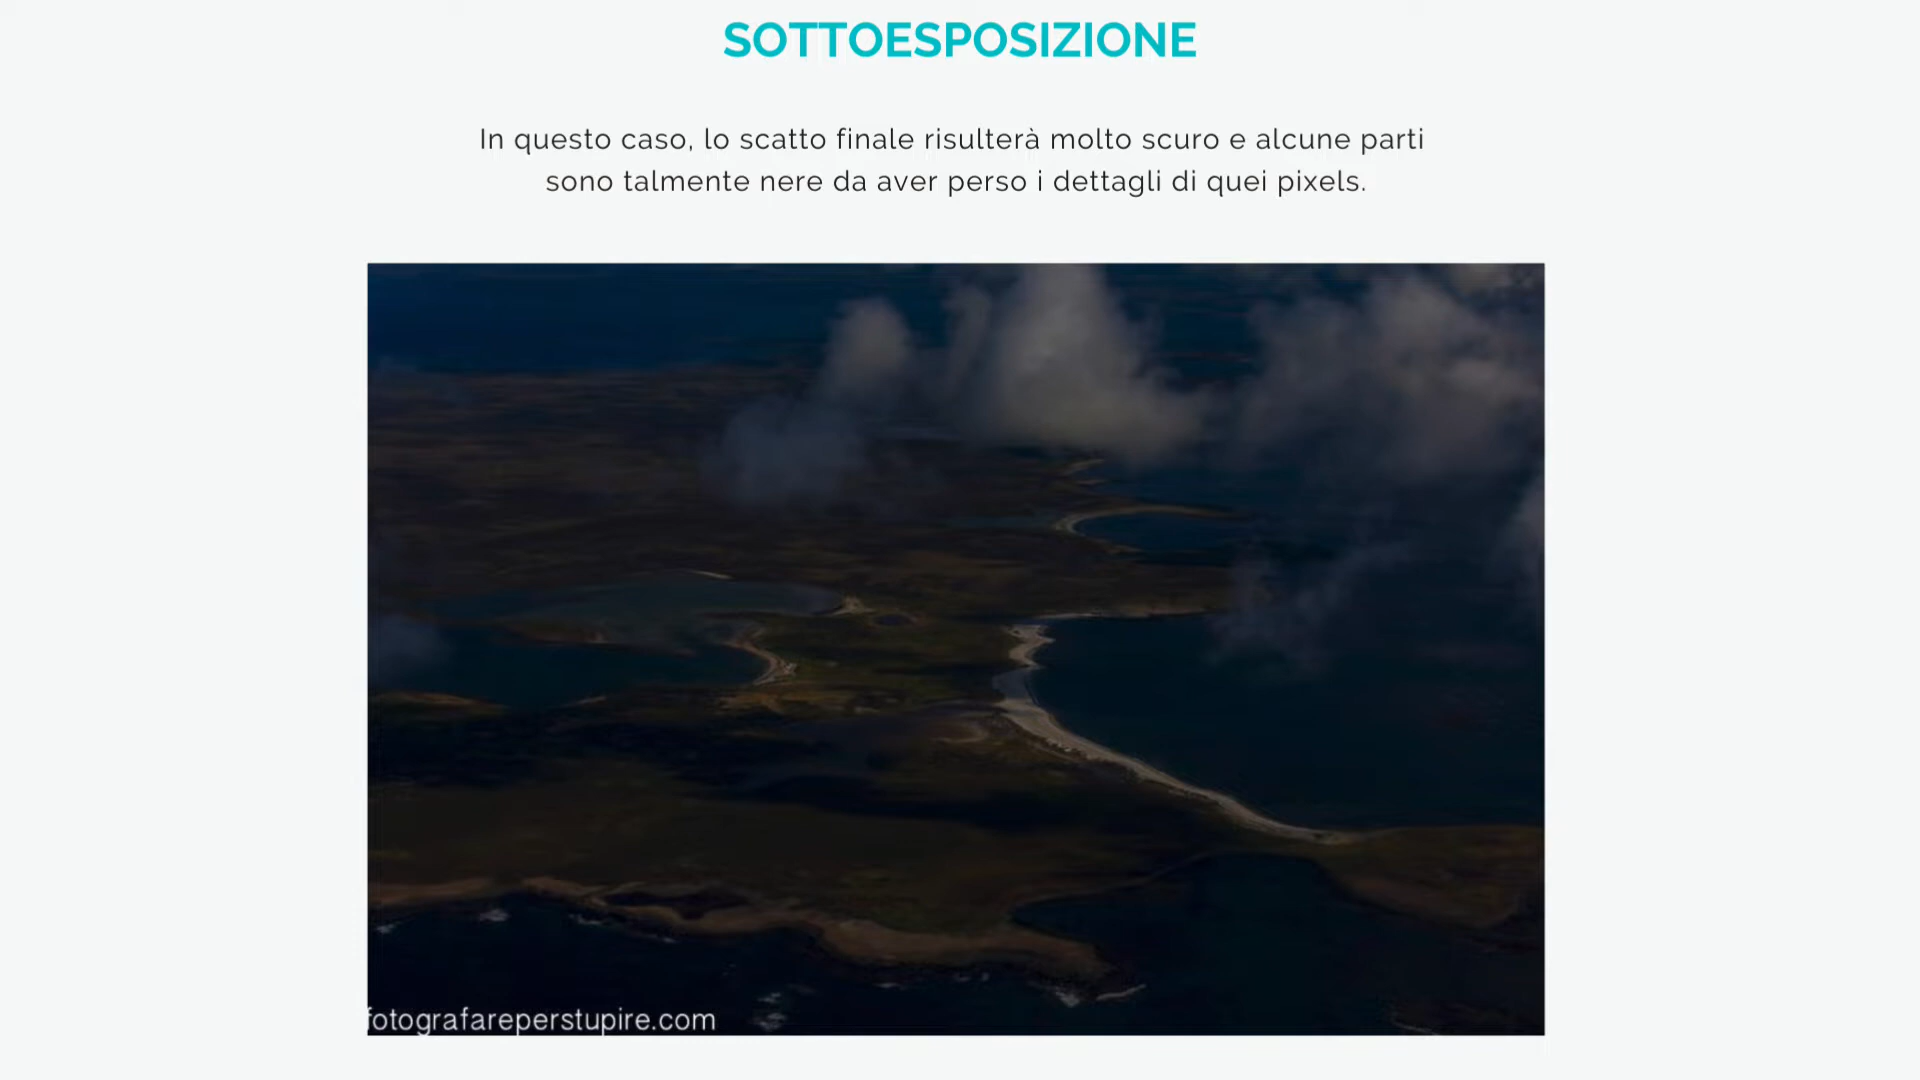 SOTTOESPOSIZIONE
In questo caso, lo scatto finale risulterà molto scuro e alcune parti
sono talmente nere da aver perso i dettagli di quei pixels.
fotografareperstupire.com